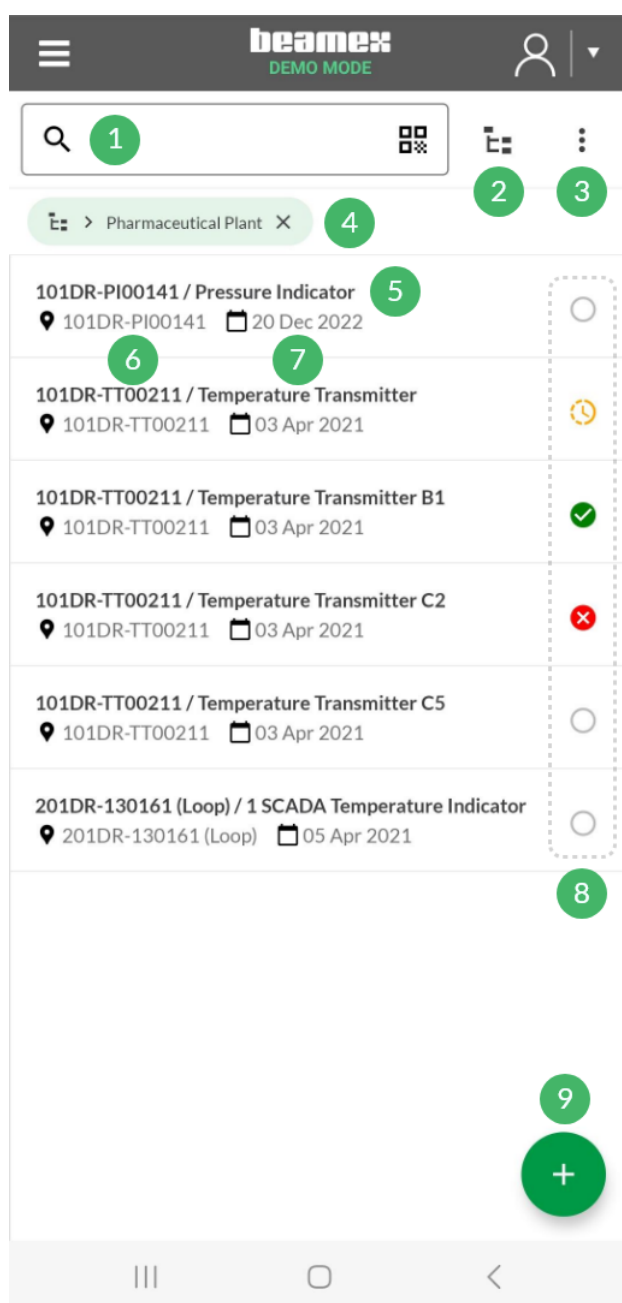 beamex
DEMO MODE
1
2
3
Pharmaceutical Plant
4
101DR-PI00141 / Pressure Indicator
5
101DR-PI00141 20 Dec 2022
6
7
101DR-TT00211 / Temperature Transmitter
101DR-TT00211 03 Apr 2021
101DR-TT00211 / Temperature Transmitter B1
101DR-TT00211 03 Apr 2021
101DR-TT00211 / Temperature Transmitter C2
101DR-TT00211 03 Apr 2021
101DR-TT00211 / Temperature Transmitter C5
101DR-TT00211 03 Apr 2021
201DR-130161 (Loop) / 1 SCADA Temperature Indicator
201DR-130161 (Loop) 05 Apr 2021
8
9